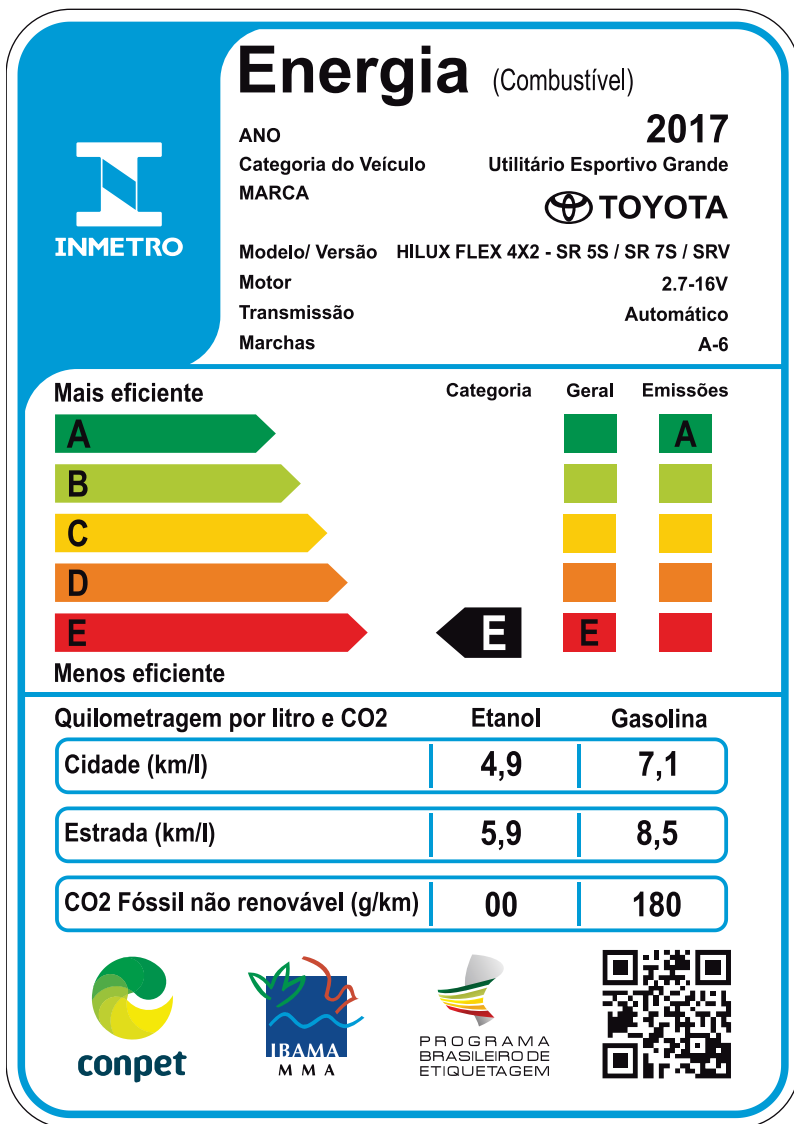 Energia (Combustível)
ANO 2017
Categoria do Veículo Utilitário Esportivo Grande
MARCA TOYOTA
INMETRO
Modelo/ Versão HILUX FLEX 4X2 - SR 5S / SR 7S / SRV
Motor 2.7-16V
Transmissão Automático
Marchas A-6
Mais eficiente Categoria Geral Emissões
A A
B
C
D
E E E
Menos eficiente
Quilometragem por litro e CO2 Etanol Gasolina
Cidade (km/l) 4,9 7,1
Estrada (km/l) 5,9 8,5
CO2 Fóssil não renovável (g/km) 00 180
conpet
IBAMA
MMA
PROGRAMA
BRASILEIRO DE
ETIQUETAGEM